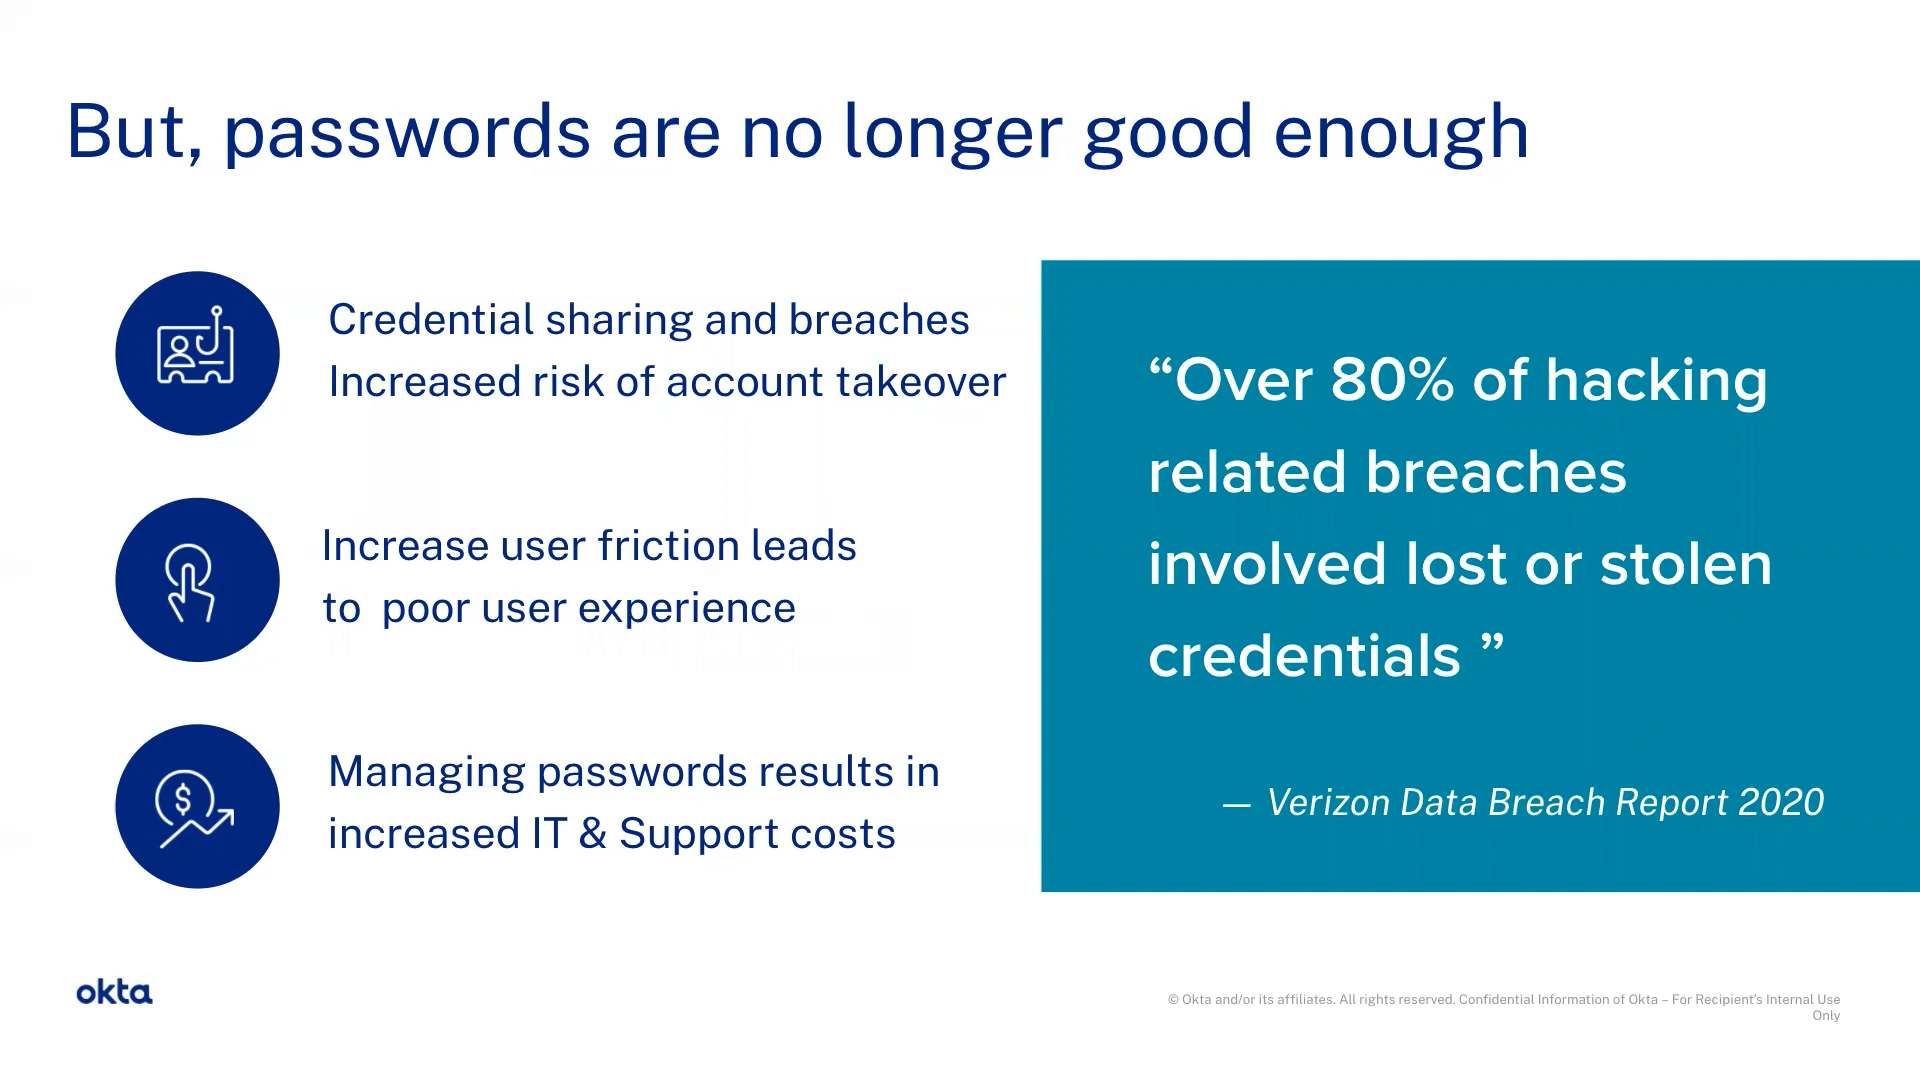 But, passwords are no longer good enough
Credential sharing and breaches
Increased risk of account takeover
Increase user friction leads
to  poor user experience
Managing passwords results in
increased IT & Support costs
“Over 80% of hacking
related breaches
involved lost or stolen
credentials ”
— Verizon Data Breach Report 2020
okta
© Okta and/or its affiliates. All rights reserved. Confidential Information of Okta – For Recipient’s Internal Use
Only